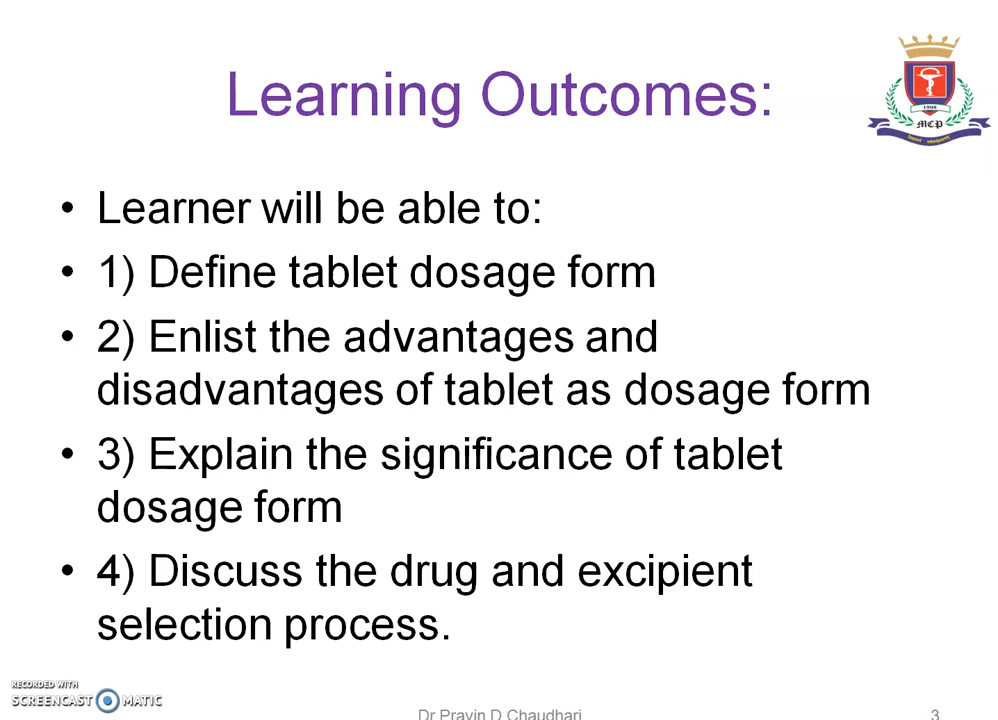 Learning Outcomes:
1998
MCP
• Learner will be able to:
• 1) Define tablet dosage form
• 2) Enlist the advantages and
disadvantages of tablet as dosage form
• 3) Explain the significance of tablet
dosage form
• 4) Discuss the drug and excipient
selection process.
RECORDED WITH
SCREENCAST MATIC
Dr Pravin D Chaudhari
3